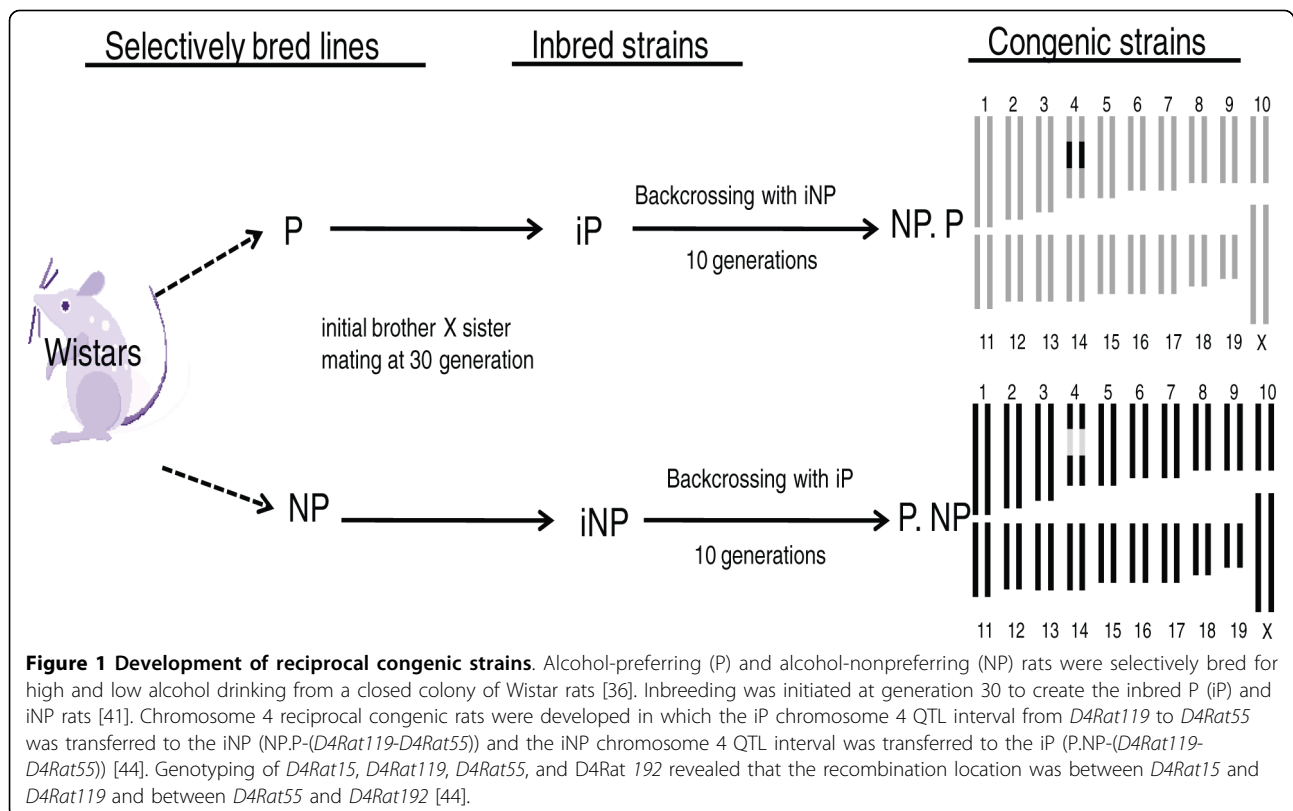 Selectively bred lines
Inbred strains
Congenic strains
1 2 3 4 5 6 7 8 9 10
Backchrossing with iNP
P
iP
NP. P
10 generations
initial brother X sister
mating at 30 generation
Wistars
11 12 13 14 15 16 17 18 19 X
1 2 3 4 5 6 7 8 9 10
Backcrossing with iP
NP
iNP
P. NP
10 generations
11 12 13 14 15 16 17 18 19 X
Figure 1 Development of reciprocal congenic strains. Alcohol-preferring (P) and alcohol-nonpreferring (NP) rats were selectively bred for
high and low alcohol drinking from a closed colony of Wistar rats [36]. Inbreeding was initiated at generation 30 to create the inbred P (iP) and
iNP rats [41]. Chromosome 4 reciprocal congenic rats were developed in which the iP chromosome 4 QTL interval from D4Rat119 to D4Rat55
was transferred to the iNP (NP.P-(D4Rat119-D4Rat55)) and the iNP chromosome 4 QTL interval was transferred to the iP (P.NP-(D4Rat119-
D4Rat55)) [44]. Genotyping of D4Rat15, D4Rat119, D4Rat55, and D4Rat 192 revealed that the recombination location was between D4Rat15 and
D4Rat119 and between D4Rat55 and D4Rat192 [44].